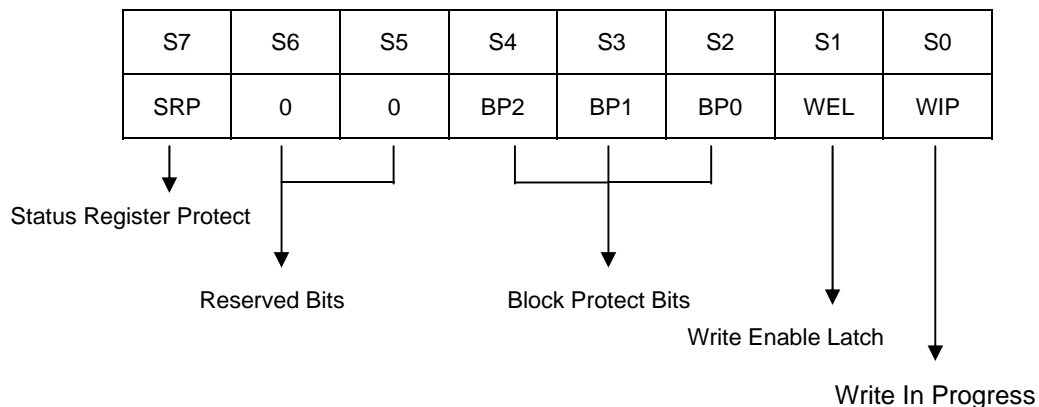 S7 S6 S5 S4 S3 S2 S1 S0
SRP 0 0 BP2 BP1 BP0 WEL WIP
Status Register Protect
Reserved Bits
Block Protect Bits
Write Enable Latch
Write In Progress